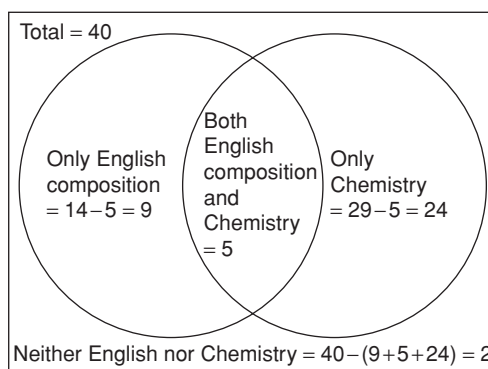 Total = 40
Both
English
composition
and
Chemistry
= 5
Only English
composition
= 14−5 = 9
Only
Chemistry
= 29−5 = 24
Neither English nor Chemistry = 40−(9+5+24) = 2